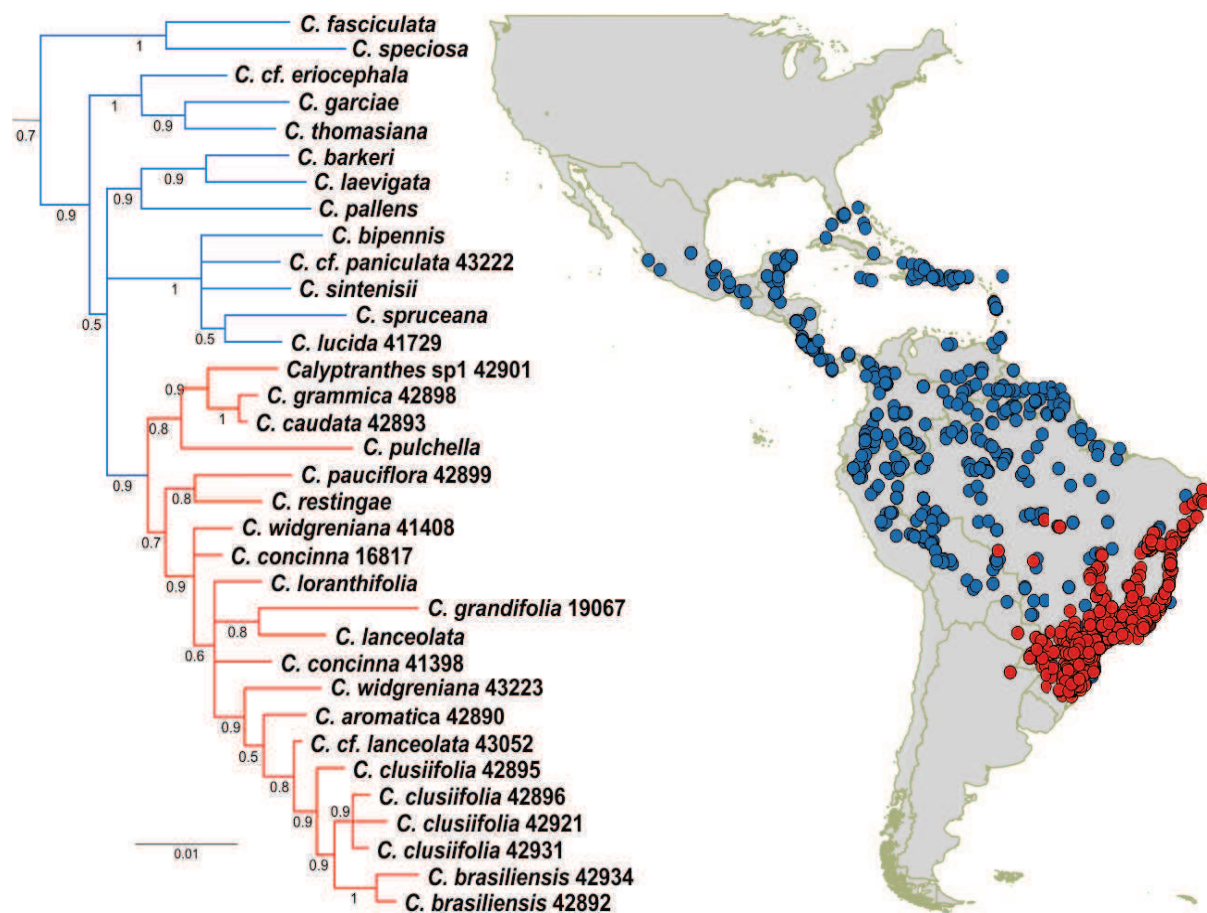 C. fasciculata
1
C. speciosa
C. cf. eriocephala
1
C. garciae
0.9
C. thomasiana
0.7
C. barkeri
0.9
C. laevigata
0.9
0.9
C. pallens
C. bipennis
C. cf. paniculata 43222
1
C. sintenisii
C. spruceana
0.5
0.5
C. lucida 41729
Calyptranthes sp1 42901
0.9
C. grammica 42898
1
C. caudata 42893
0.8
C. pulchella
0.9
C. pauciflora 42899
0.8
C. restingae
C. widgreniana 41408
0.7
C. concinna 16817
0.9
C. loranthifolia
C. grandifolia 19067
0.8
C. lanceolata
0.6
C. concinna 41398
C. widgreniana 43223
0.9
C. aromatica 42890
0.5
C. cf. lanceolata 43052
C. clusiifolia 42895
0.8
C. clusiifolia 42896
0.9
0.9
C. clusiifolia 42921
C. clusiifolia 42931
0.01
0.9
C. brasiliensis 42934
1
C. brasiliensis 42892